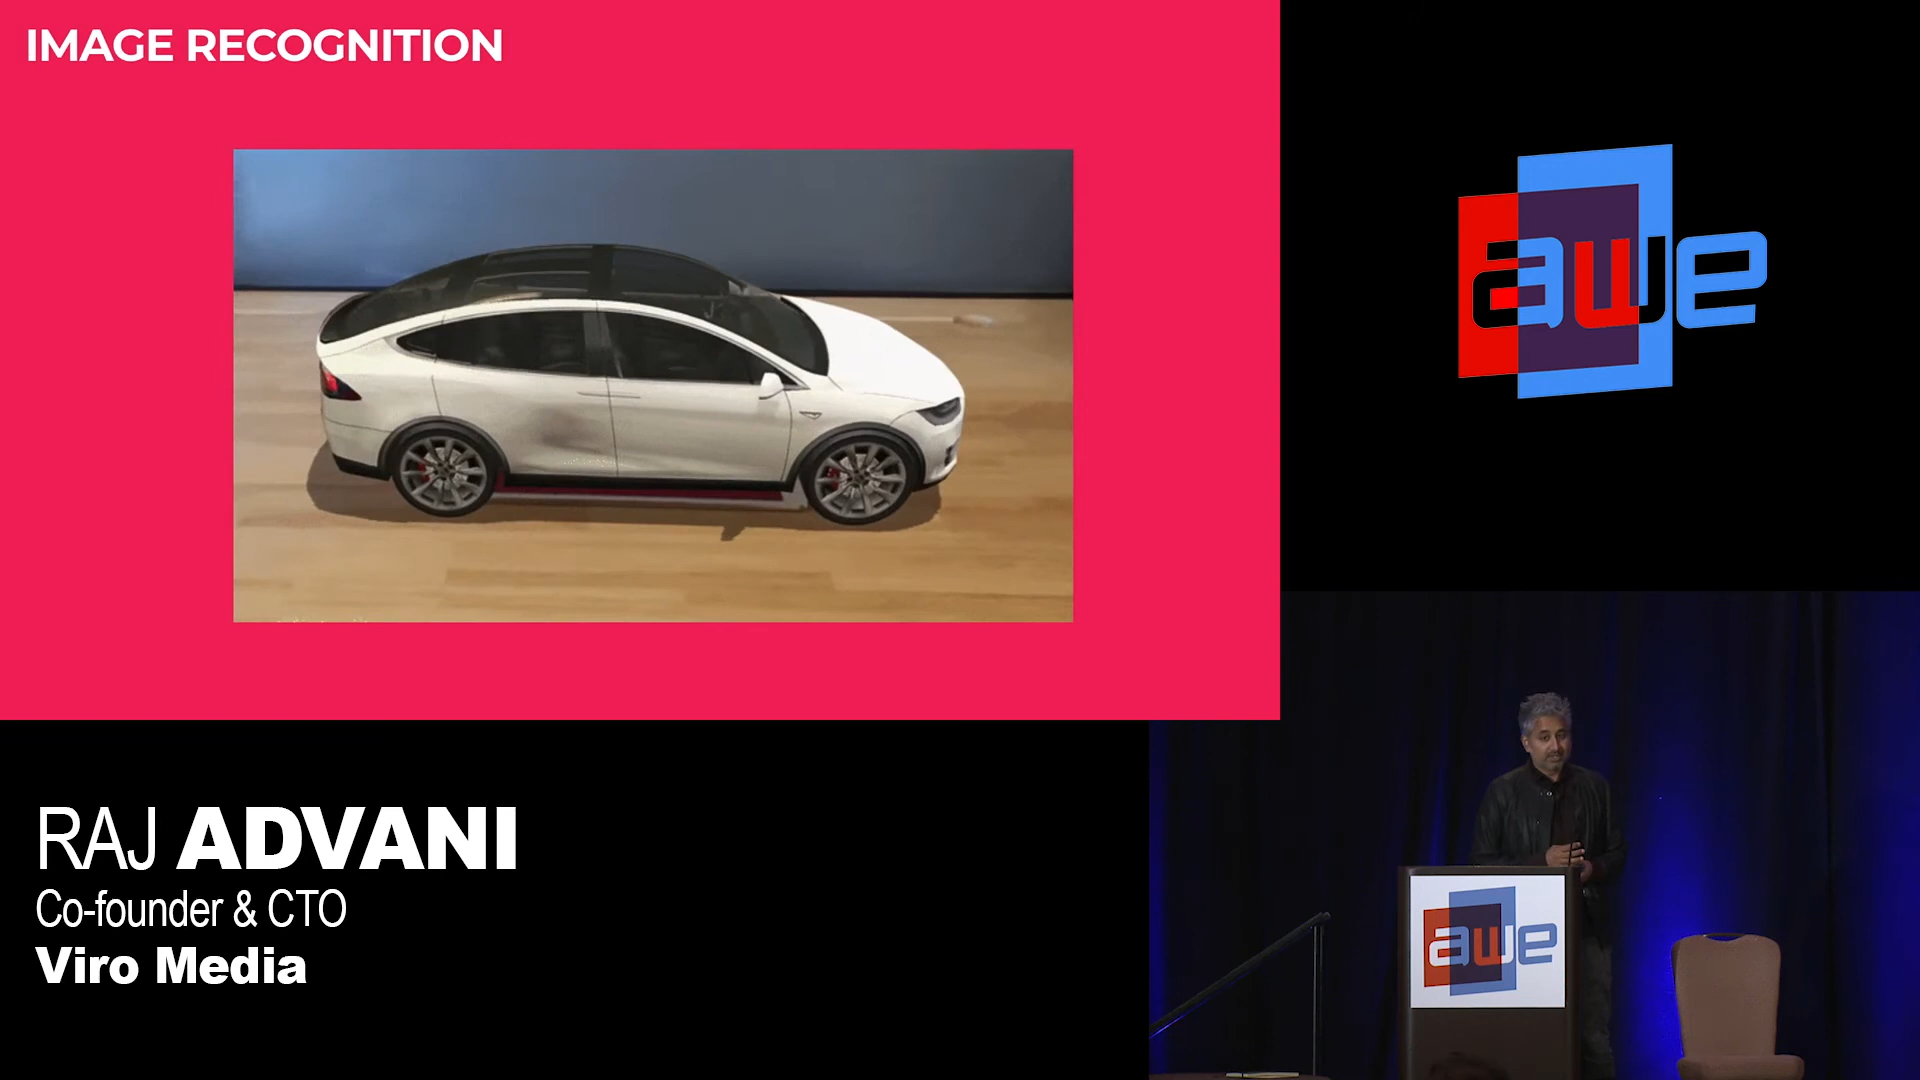 IMAGE RECOGNITION
awe
RAJ ADVANI
Co-founder & CTO
Viro Media
awe